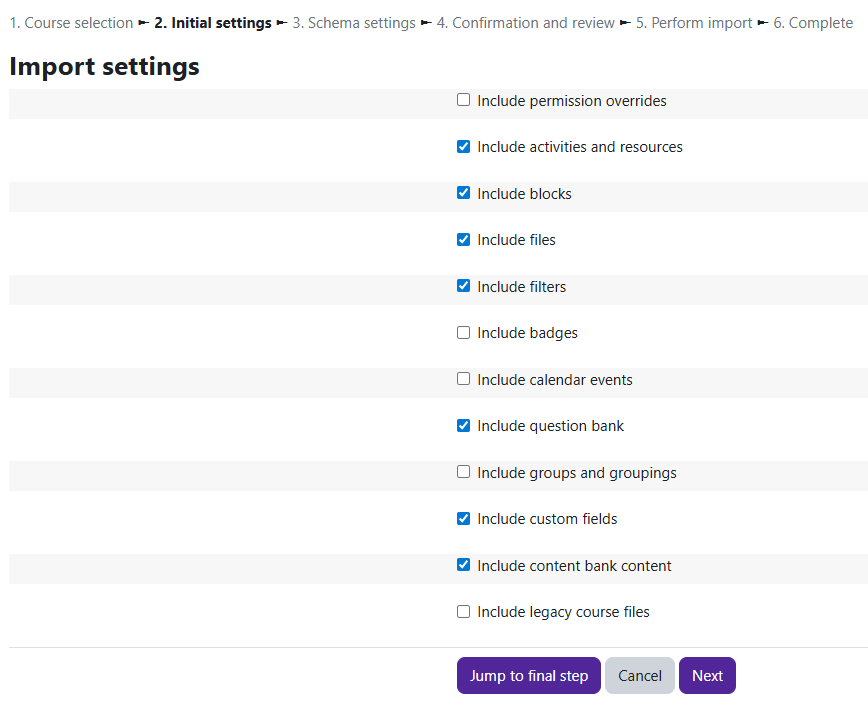 1. Course selection ► 2. Initial settings ► 3. Schema settings ► 4. Confirmation and review ► 5. Perform import ► 6. Complete
Import settings
Include permission overrides
Include activities and resources
Include blocks
Include files
Include filters
Include badges
Include calendar events
Include question bank
Include groups and groupings
Include custom fields
Include content bank content
Include legacy course files
Jump to final step Cancel Next